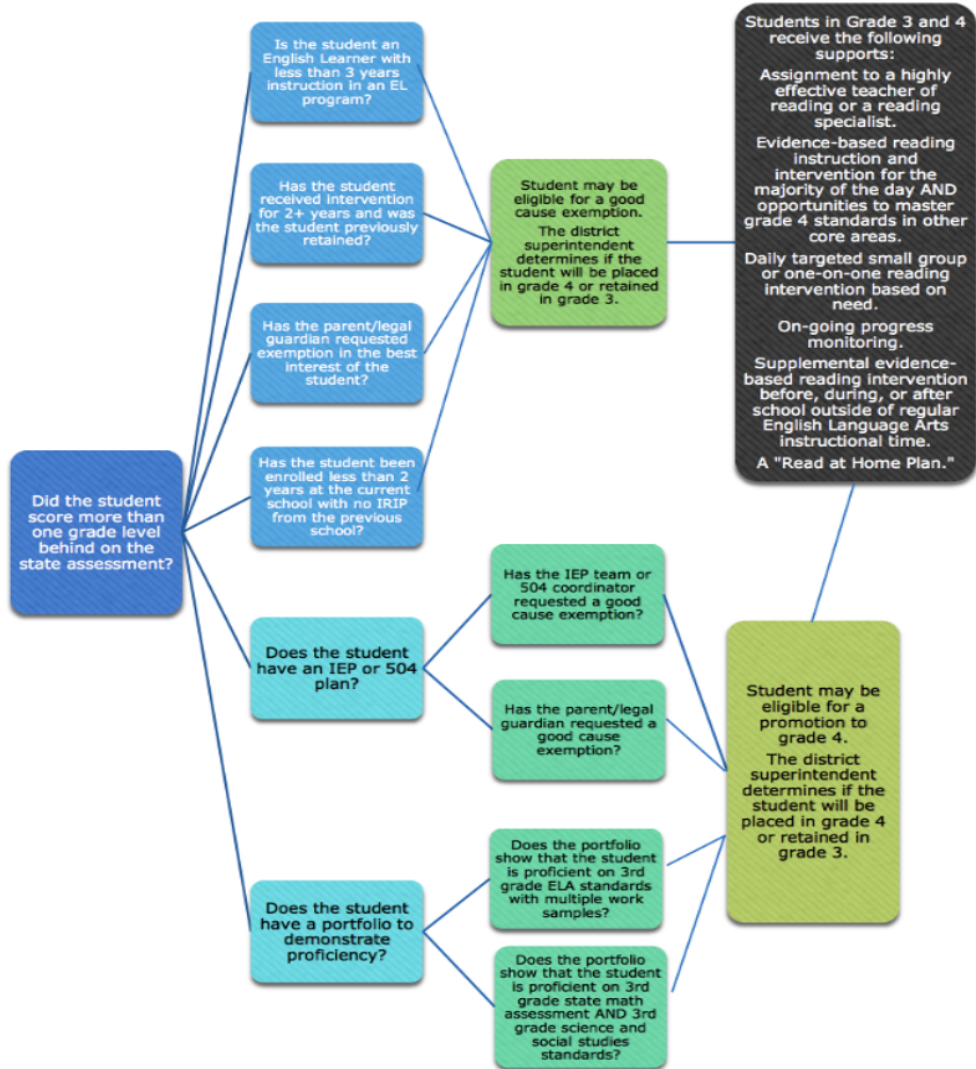 Did the student
score more than
one grade level
behind on the
state assessment?
Is the student an
English Learner with
less than 3 years
instruction in an EL
program?
Has the student
received intervention
for 2+ years and was
the student previously
retained?
Has the parent/legal
guardian requested
exemption in the best
interest of the
student?
Has the student been
enrolled less than 2
years at the current
school with no IRIP
from the previous
school?
Does the student
have an IEP or 504
plan?
Does the student
have a portfolio to
demonstrate
proficiency?
Student may be
eligible for a good
cause exemption.
The district
superintendent
determines if the
student will be placed
in grade 4 or retained
in grade 3.
Has the IEP team or
504 coordinator
requested a good
cause exemption?
Has the parent/legal
guardian requested a
good cause
exemption?
Does the portfolio
show that the student
is proficient on 3rd
grade ELA standards
with multiple work
samples?
Does the portfolio
show that the student
is proficient on 3rd
grade state math
assessment AND 3rd
grade science and
social studies
standards?
Students in Grade 3 and 4
receive the following
supports:
Assignment to a highly
effective teacher of
reading or a reading
specialist.
Evidence-based reading
instruction and
intervention for the
majority of the day AND
opportunities to master
grade 4 standards in other
core areas.
Daily targeted small group
or one-on-one reading
intervention based on
need.
On-going progress
monitoring.
Supplemental evidence-
based reading intervention
before, during, or after
school outside of regular
English Language Arts
instructional time.
A "Read at Home Plan."
Student may be
eligible for a
promotion to
grade 4.
The district
superintendent
determines if the
student will be
placed in grade 4
or retained in
grade 3.